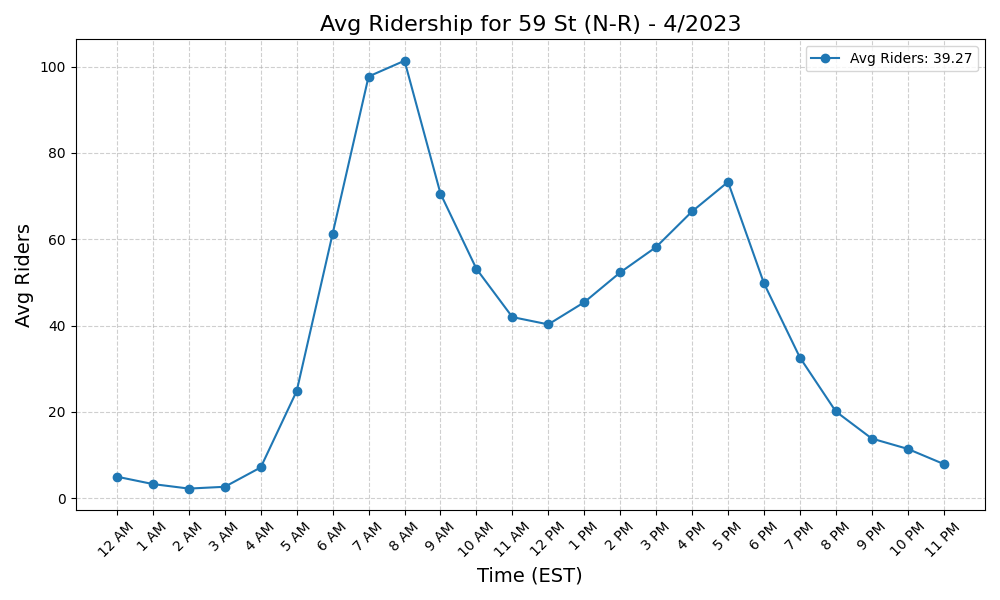 Avg Ridership for 59 St (N-R) - 4/2023
Avg Riders: 39.27
100
80
60
40
20
0
Avg Riders
12 AM
1 AM
2 AM
3 AM
4 AM
5 AM
6 AM
7 AM
8 AM
9 AM
10 AM
11 AM
12 PM
1 PM
2 PM
3 PM
4 PM
5 PM
6 PM
7 PM
8 PM
9 PM
10 PM
11 PM
Time (EST)